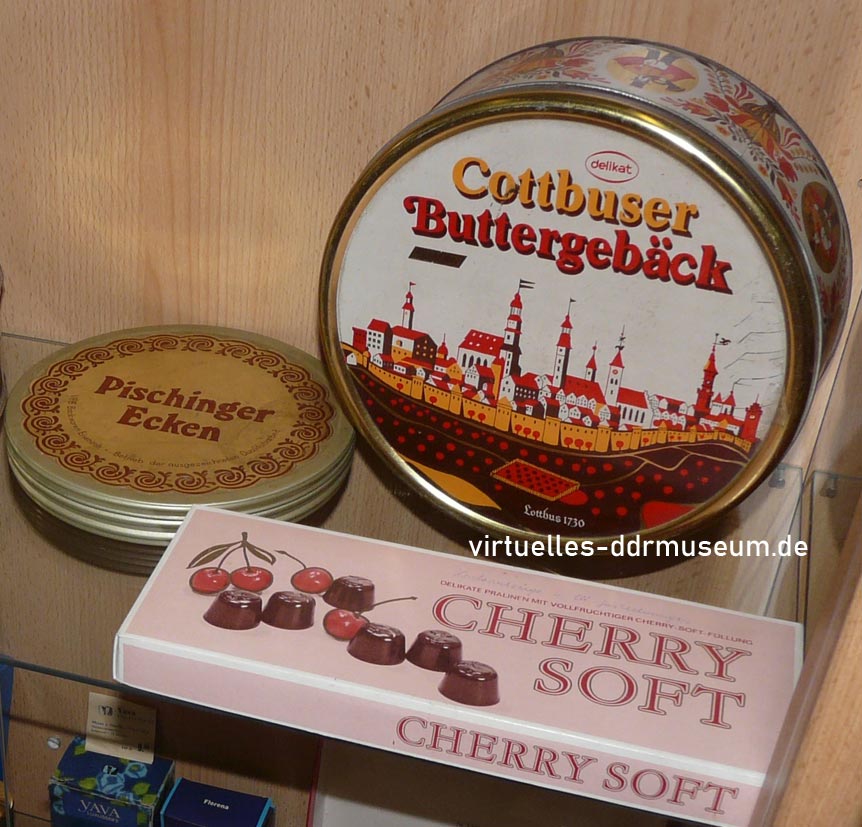 delikat
Cottbuser
Buttergebäck
Cottbus 1730
Pischinger
Ecken
virtuelles-ddrmuseum.de
DELIKATE PRALINEN MIT VOLLFRUCHTIGER CHERRY-SOFT-FÜLLUNG
CHERRY
SOFT
CHERRY SOFT
VAVA
Florena